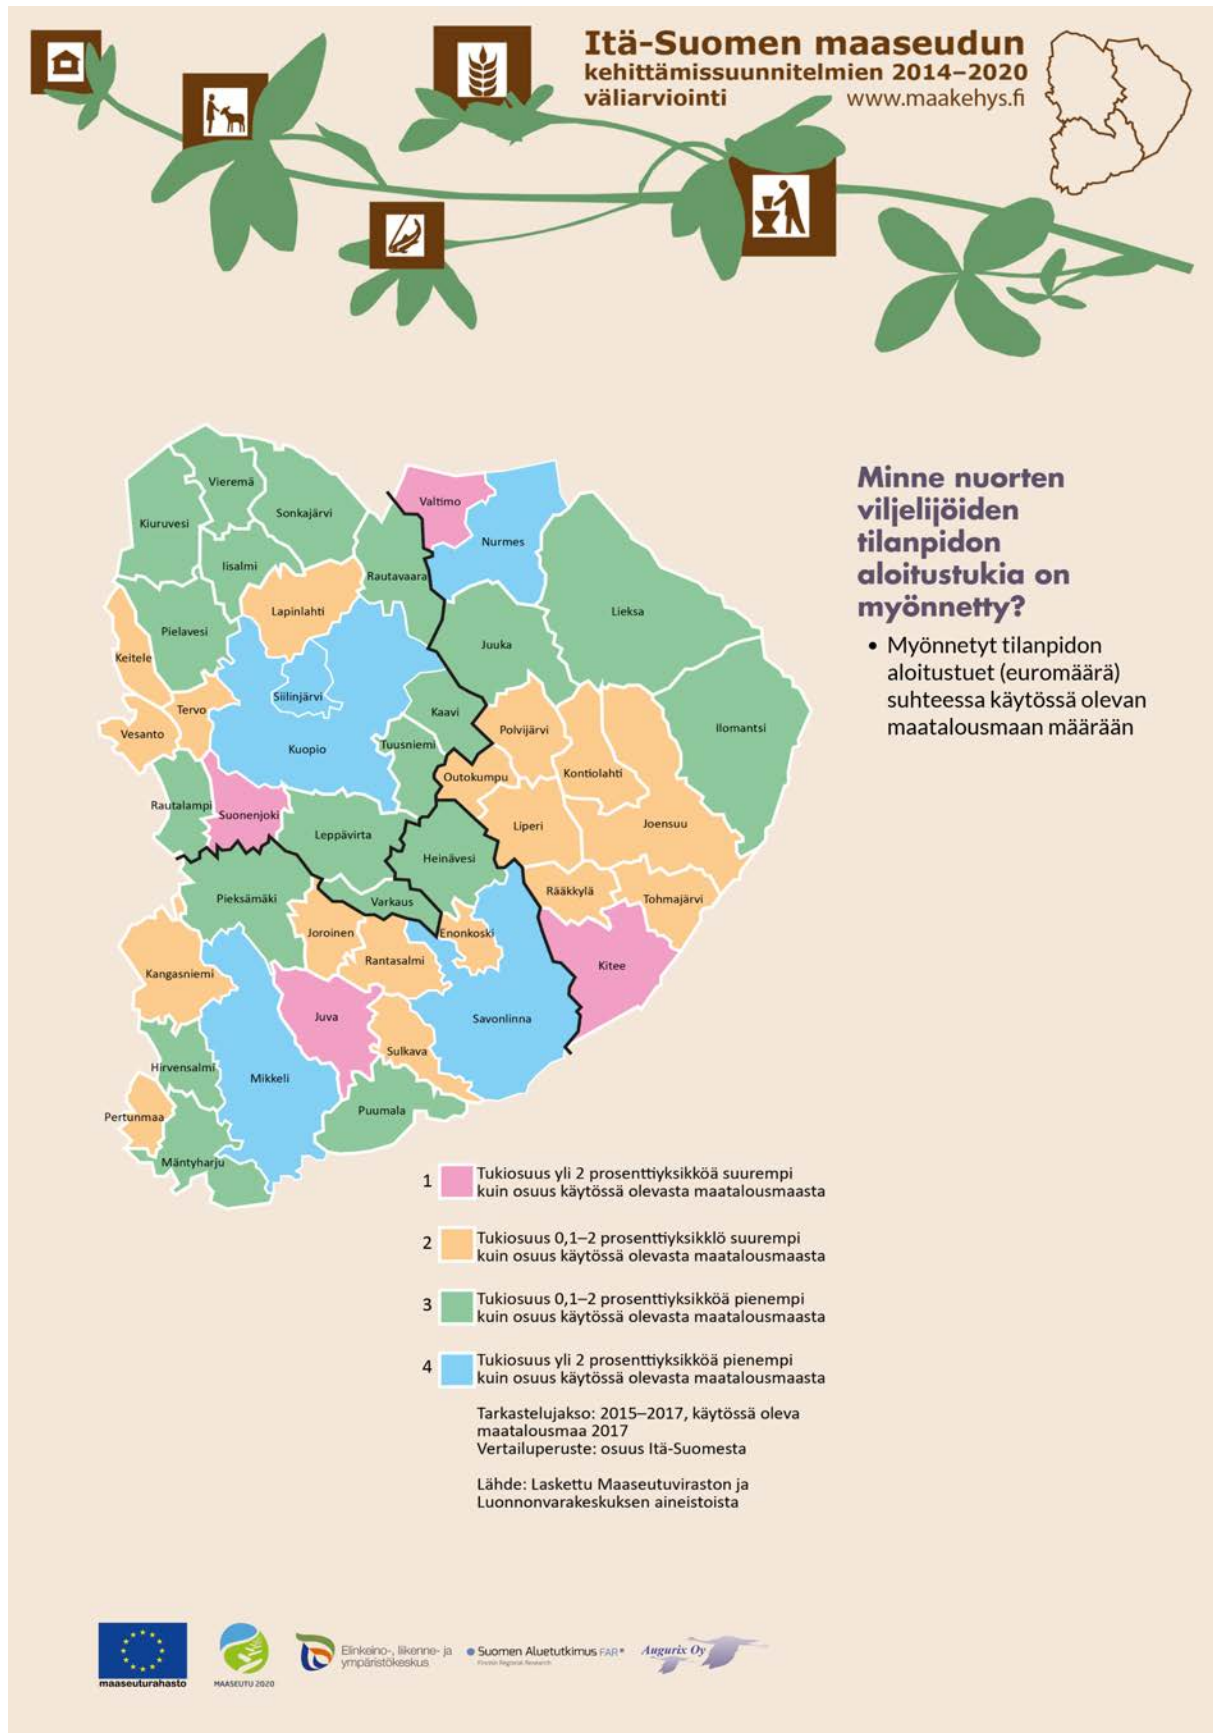 Itä-Suomen maaseudun
kehittämissuunnitelmien 2014–2020
väliarviointi
www.maakehys.fi
Minne nuorten
viljelijöiden
tilanpidon
aloitustukia on
myönnetty?
• Myönnetyt tilanpidon
aloitustuet (euromäärä)
suhteessa käytössä olevan
maatalousmaan määrään
Vieremä
Kiuruvesi
Sonkajärvi
Iisalmi
Rautavaara
Valtimo
Nurmes
Lapinlahti
Lieksa
Pielavesi
Juuka
Keitele
Siilinjärvi
Tervo
Kaavi
Vesanto
Kuopio
Tuusniemi
Polvijärvi
Ilomantsi
Outokumpu
Kontiolahti
Rautalampi
Suonenjoki
Leppävirta
Liperi
Joensuu
Heinävesi
Pieksämäki
Varkaus
Rääkkylä
Tohmajärvi
Joroinen
Enonkoski
Rantasalmi
Kangasniemi
Kitee
Juva
Savonlinna
Sulkava
Hirvensalmi
Mikkeli
Pertunmaa
Puumala
Mäntyharju
1 Tukiosuus yli 2 prosenttiyksikköä suurempi
kuin osuus käytössä olevasta maatalousmaasta
2 Tukiosuus 0,1–2 prosenttiyksikklö suurempi
kuin osuus käytössä olevasta maatalousmaasta
3 Tukiosuus 0,1–2 prosenttiyksikköä pienempi
kuin osuus käytössä olevasta maatalousmaasta
4 Tukiosuus yli 2 prosenttiyksikköä pienempi
kuin osuus käytössä olevasta maatalousmaasta
Tarkastelujakso: 2015–2017, käytössä oleva
maatalousmaa 2017
Vertailuperuste: osuus Itä-Suomesta
Lähde: Laskettu Maaseutuviraston ja
Luonnonvarakeskuksen aineistoista
maaseuturahasto
MAASEUTU 2020
Elinkeino-, liikenne- ja
ympäristökeskus
Suomen Aluetutkimus FAR
Finnish Regional Research
Augurix Oy